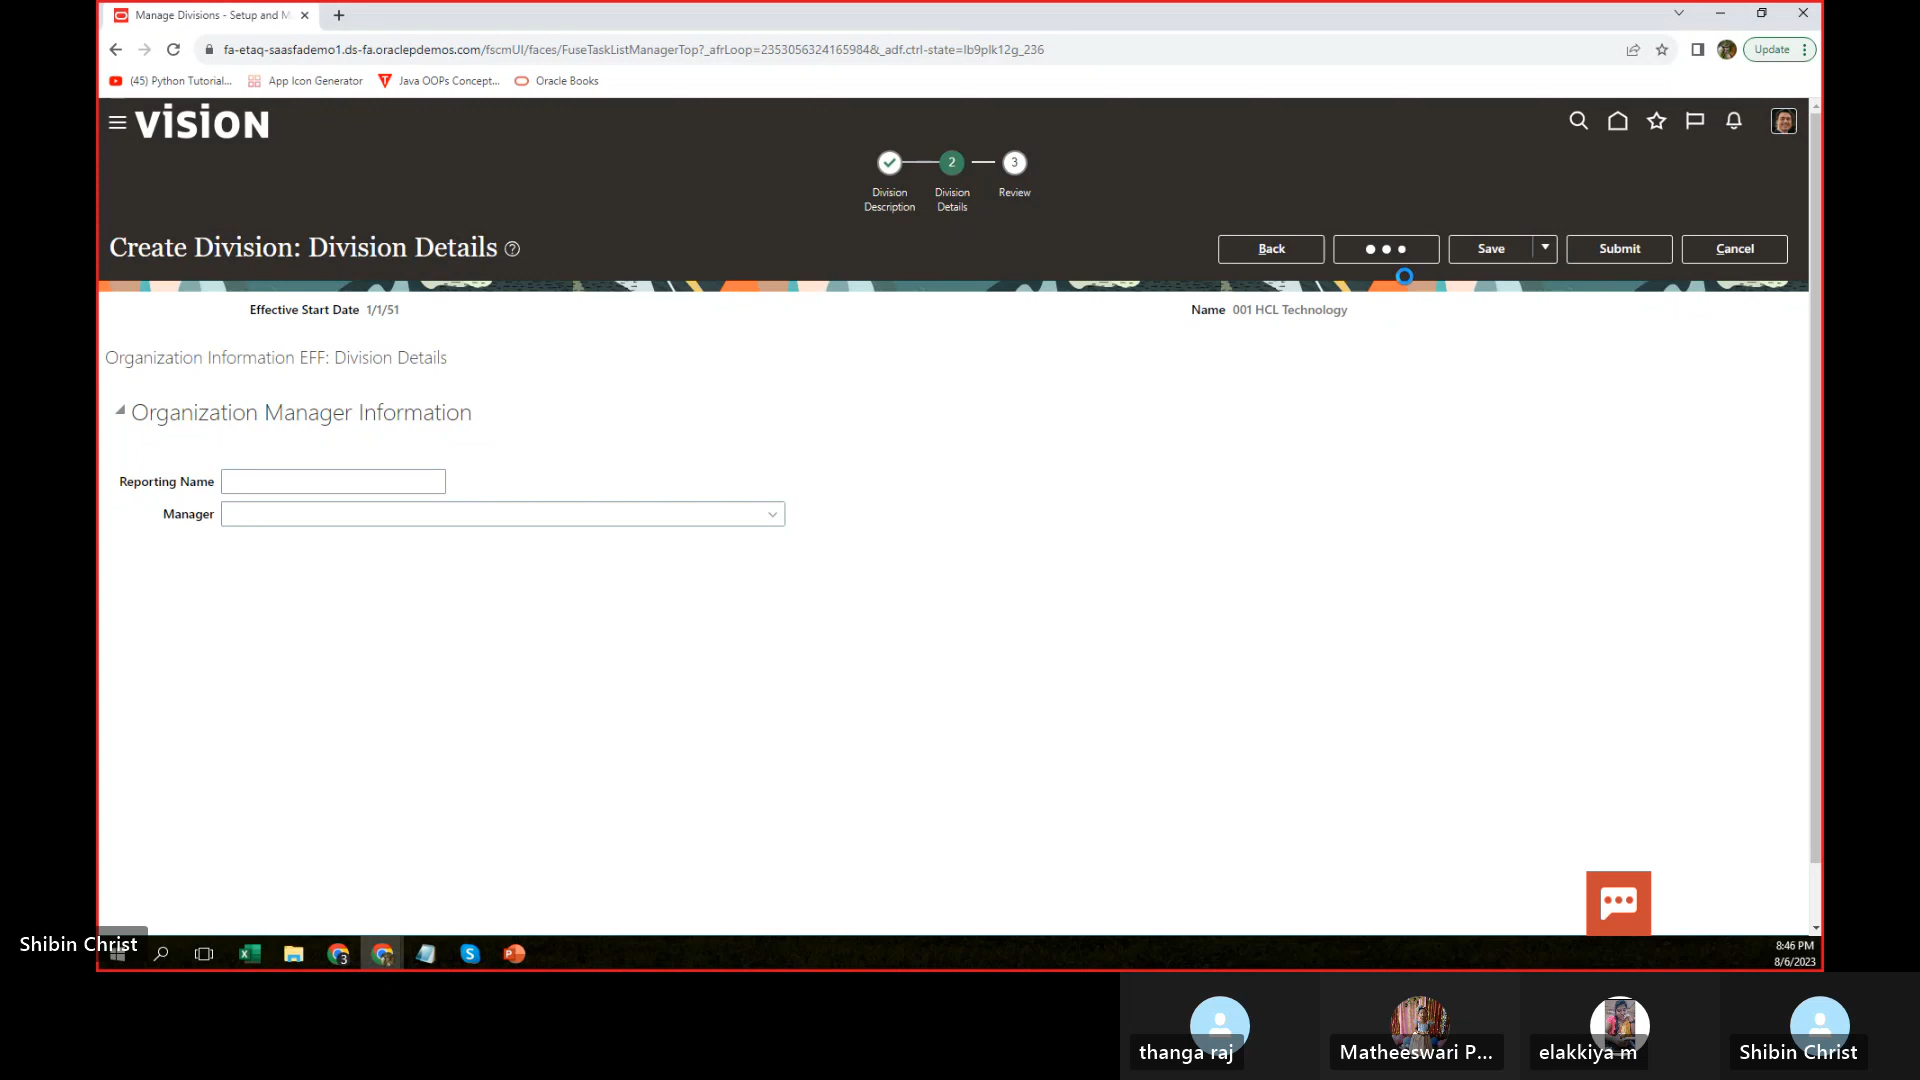 Manage Divisions - Setup and M
fa-etaq-saasfademo1.ds-fa.oraclepdemos.com/fscmUI/faces/FuseTaskListManagerTop?_afrLoop=23530563241659848&_adf.ctrl-state=lb9plk12g_236
Update
(45) Python Tutorial...
App Icon Generator
Java OOPs Concept...
Oracle Books
VISION
2
3
Division Description
Division Details
Review
Create Division: Division Details
Back
Save
Submit
Cancel
Effective Start Date 1/1/51
Name 001 HCL Technology
Organization Information EFF: Division Details
Organization Manager Information
Reporting Name
Manager
Shibin Christ
3
8:46 PM
8/6/2023
thanga raj
Matheeswari P...
elakkiya m
Shibin Christ